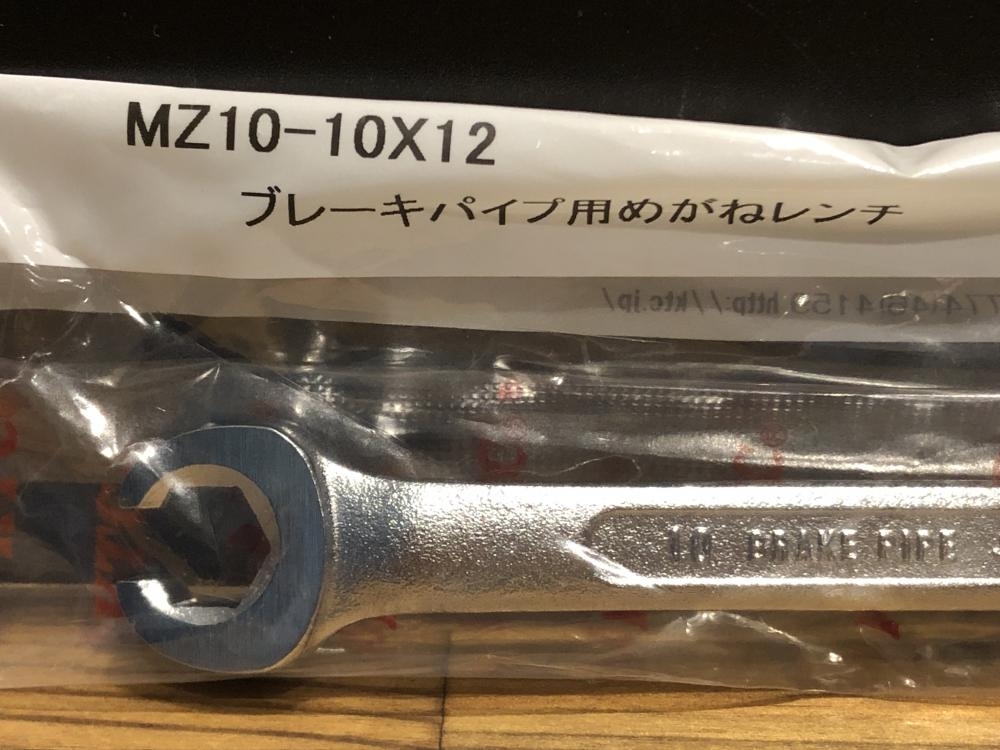 MZ10-10X12
ブレーキパイプ用めがねレンチ
http://ktc.jp/
10 BRAKE PIPE